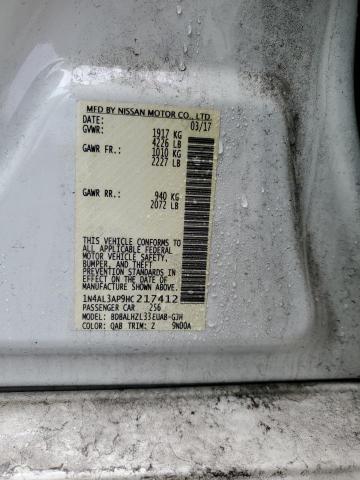 MFD BY NISSAN MOTOR CO., LTD.
DATE: 03/17
GVWR: 1917 KG
4226 LB
GAWR FR.: 1010 KG
2227 LB
GAWR RR.: 940 KG
2072 LB
THIS VEHICLE CONFORMS TO
ALL APPLICABLE FEDERAL
MOTOR VEHICLE SAFETY,
BUMPER, AND THEFT
PREVENTION STANDARDS IN
EFFECT ON THE DATE OF
MANUFACTURE SHOWN ABOVE.
1N4AL3AP9HC217412
PASSENGER CAR 256
MODEL: BDBALHZL33EUAB-GJH
COLOR: QAB TRIM: Z 9N00A